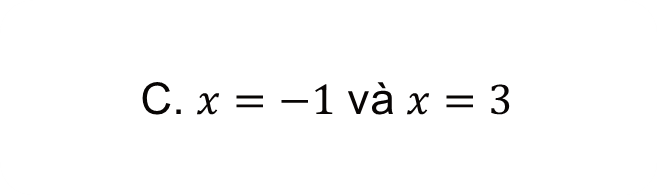 C. x = −1 và x = 3